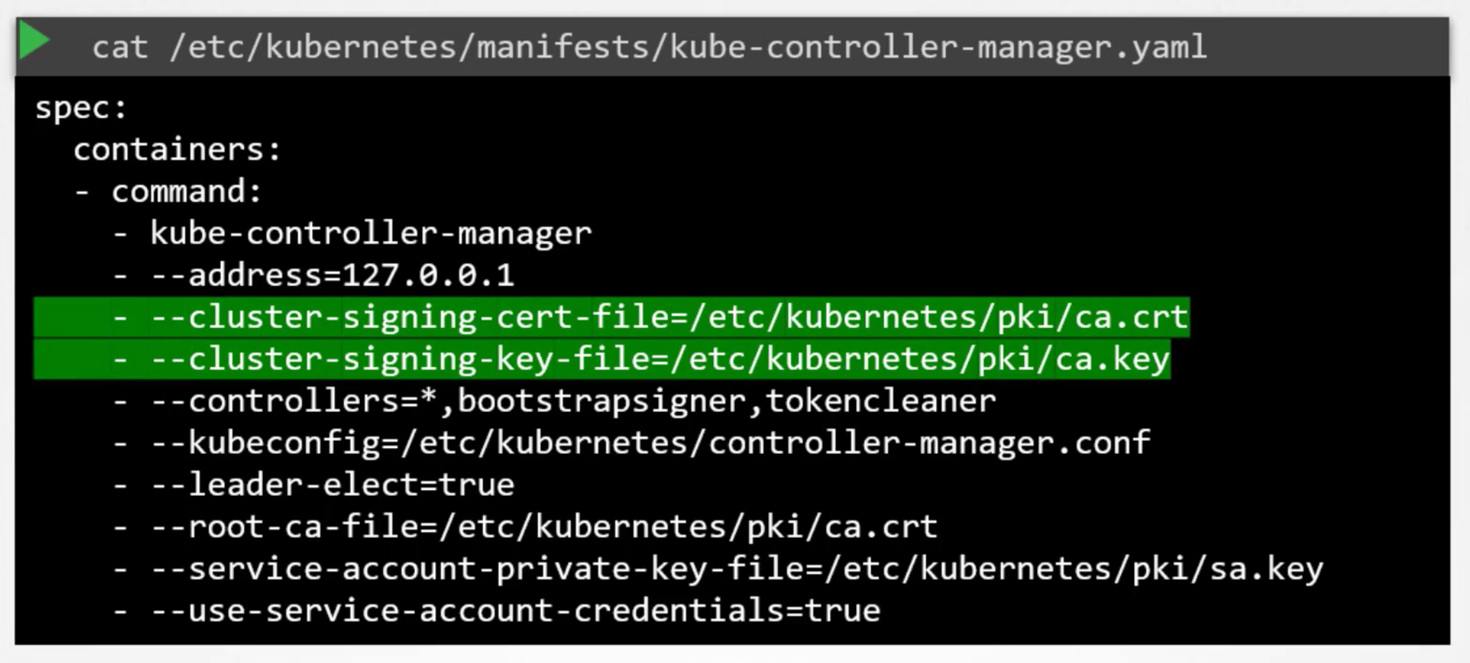 cat /etc/kubernetes/manifests/kube-controller-manager.yaml
spec:
  containers:
  - command:
    - kube-controller-manager
    - --address=127.0.0.1
    - --cluster-signing-cert-file=/etc/kubernetes/pki/ca.crt
    - --cluster-signing-key-file=/etc/kubernetes/pki/ca.key
    - --controllers=*,bootstrapsigner,tokencleaner
    - --kubeconfig=/etc/kubernetes/controller-manager.conf
    - --leader-elect=true
    - --root-ca-file=/etc/kubernetes/pki/ca.crt
    - --service-account-private-key-file=/etc/kubernetes/pki/sa.key
    - --use-service-account-credentials=true